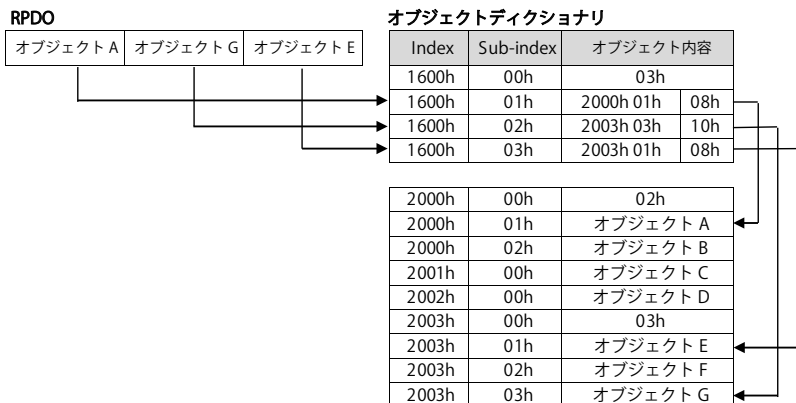 RPDO
オブジェクト A オブジェクト G オブジェクト E
オブジェクトディクショナリ
Index Sub-index オブジェクト内容
1600h 00h 03h
1600h 01h 2000h 01h 08h
1600h 02h 2003h 03h 10h
1600h 03h 2003h 01h 08h
2000h 00h 02h
2000h 01h オブジェクト A
2000h 02h オブジェクト B
2001h 00h オブジェクト C
2002h 00h オブジェクト D
2003h 00h 03h
2003h 01h オブジェクト E
2003h 02h オブジェクト F
2003h 03h オブジェクト G